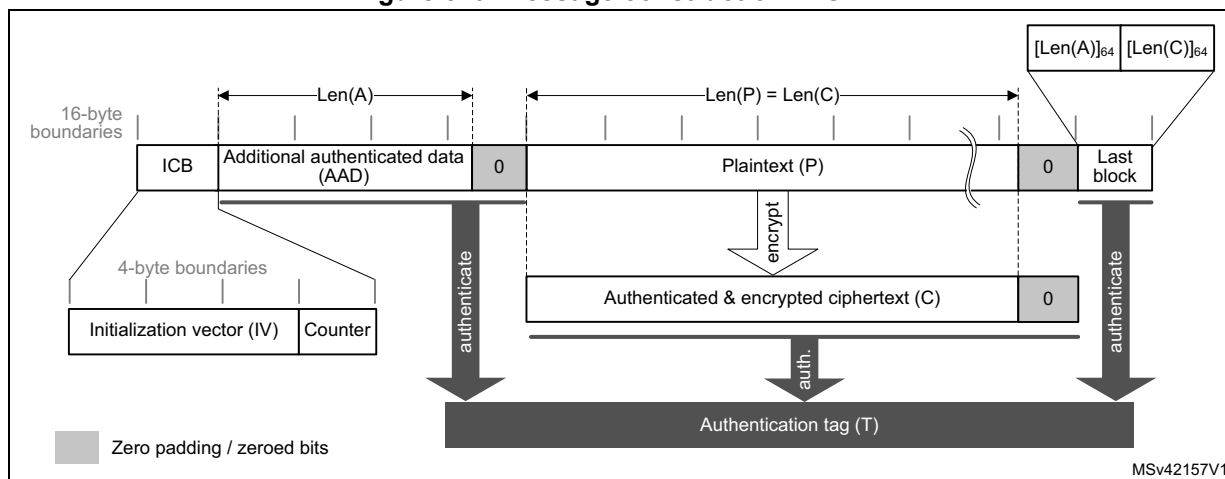 [Len(A)]64 [Len(C)]64
Len(A)
Len(P) = Len(C)
16-byte
boundaries
ICB
Additional authenticated data
(AAD)
0
Plaintext (P)
0
Last
block
encrypt
4-byte boundaries
Initialization vector (IV)
Counter
authenticate
Authenticated & encrypted ciphertext (C)
0
auth.
authenticate
Authentication tag (T)
Zero padding / zeroed bits
MSv42157V1